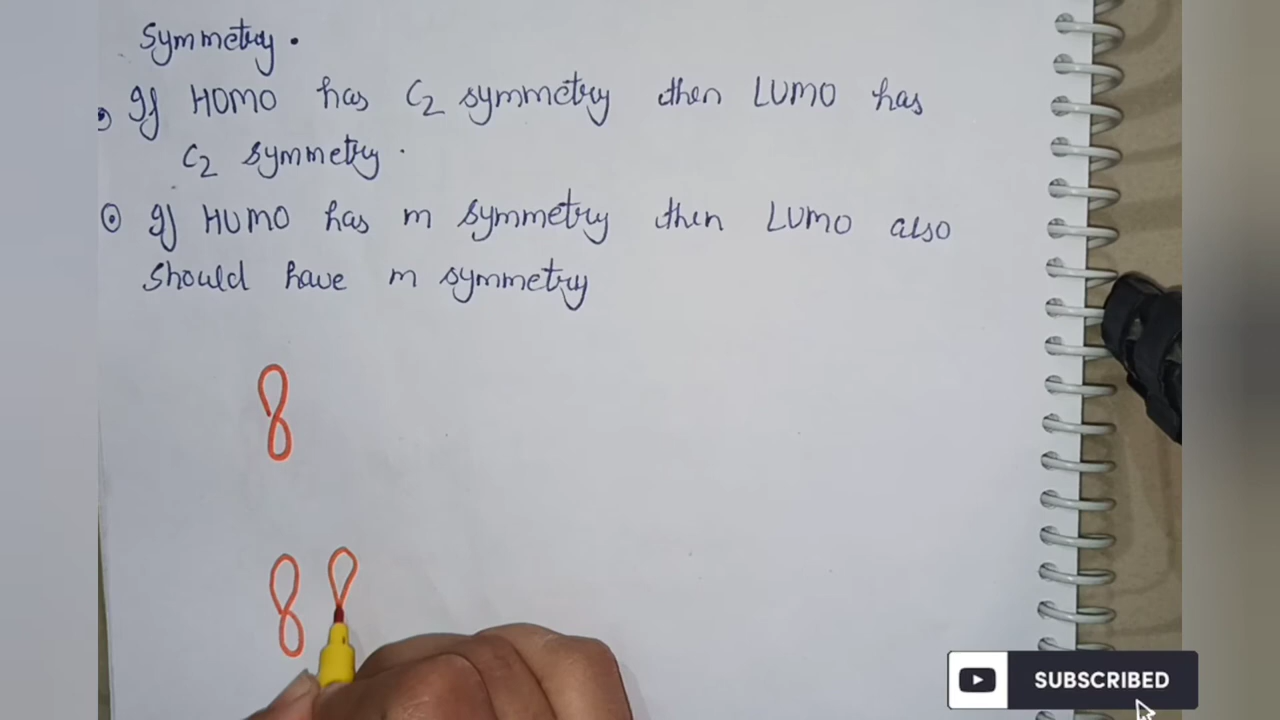 Symmetry.
If HOMO has C2 symmetry then LUMO has
C2 symmetry.
If HUMO has m symmetry then LUMO also
should have m symmetry
SUBSCRIBED